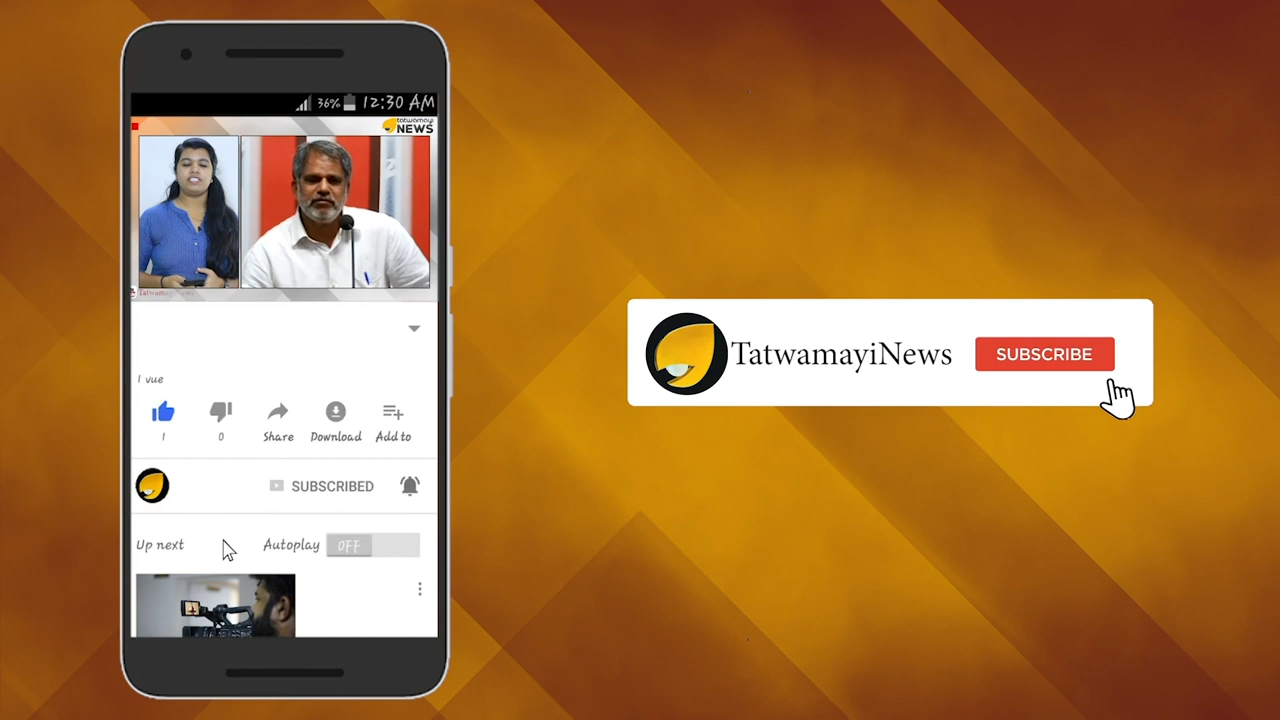 36% 12:30 AM
tatwamayi
NEWS
1 vue
1
0
Share
Download
Add to
SUBSCRIBED
Up next
Autoplay
OFF
TatwamayiNews
SUBSCRIBE